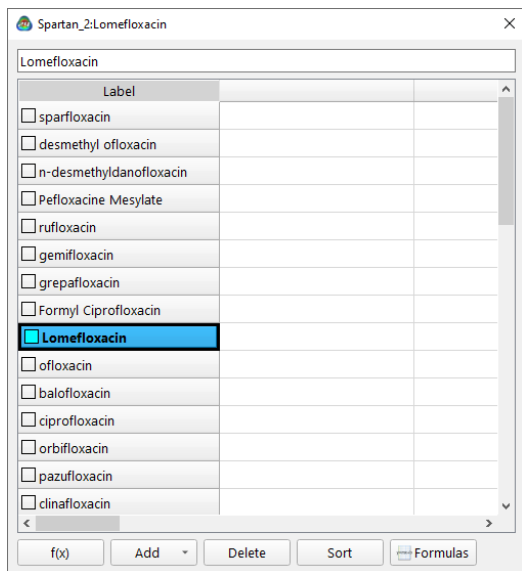 Spartan_2:Lomefloxacin
Lomefloxacin
Label
sparfloxacin
desmethyl ofloxacin
n-desmethyldanofloxacin
Pefloxacine Mesylate
rufloxacin
gemifloxacin
grepafloxacin
Formyl Ciprofloxacin
Lomefloxacin
ofloxacin
balofloxacin
ciprofloxacin
orbifloxacin
pazufloxacin
clinafloxacin
f(x) Add Delete Sort Formulas